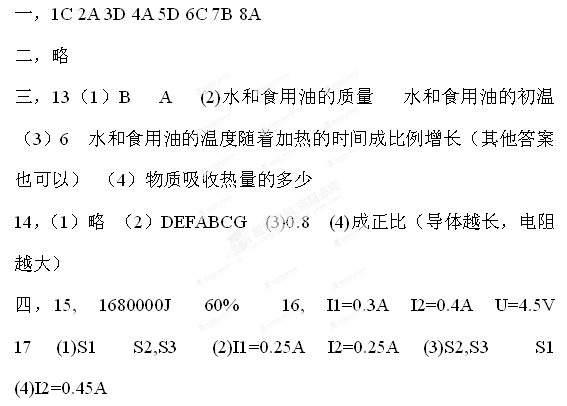 一，1C 2A 3D 4A 5D 6C 7B 8A
二，略
三，13（1）B A (2)水和食用油的质量 水和食用油的初温
（3）6 水和食用油的温度随着加热的时间成比例增长（其他答案
也可以） （4）物质吸收热量的多少
14，（1）略 （2）DEFABCG (3)0.8 (4)成正比（导体越长，电阻
越大）
四，15, 1680000J 60% 16, I1=0.3A I2=0.4A U=4.5V
17 (1)S1 S2,S3 (2)I1=0.25A I2=0.25A (3)S2,S3 S1
(4)I2=0.45A